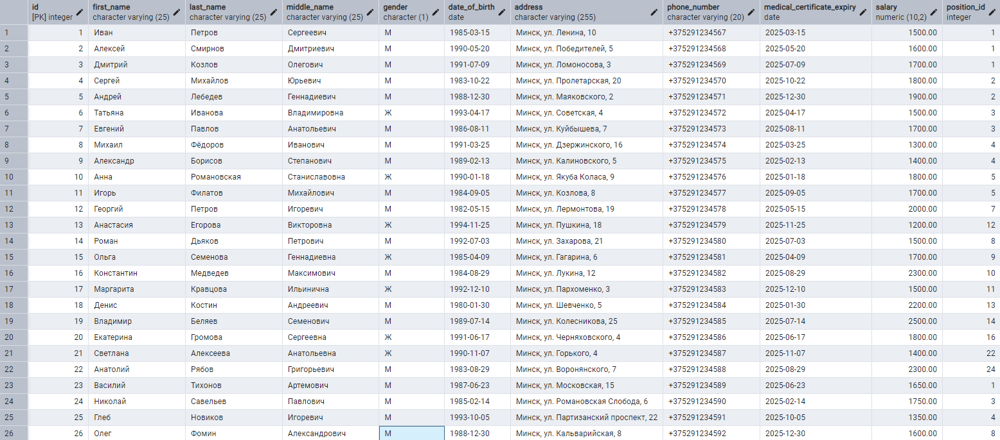 id first_name last_name middle_name gender date_of_birth address phone_number medical_certificate_expiry salary position_id
[PK] integer character varying (25) character varying (25) character varying (25) character (1) date character varying (255) character varying (20) date numeric (10,2) integer
1 1 Иван Петров Сергеевич М 1985-03-15 Минск, ул. Ленина, 10 +375291234567 2025-03-15 1500.00 1
2 2 Алексей Смирнов Дмитриевич М 1990-05-20 Минск, ул. Победителей, 5 +375291234568 2025-05-20 1600.00 1
3 3 Дмитрий Козлов Олегович М 1991-07-09 Минск, ул. Ломоносова, 3 +375291234569 2025-07-09 1700.00 1
4 4 Сергей Михайлов Юрьевич М 1983-10-22 Минск, ул. Пролетарская, 20 +375291234570 2025-10-22 1800.00 2
5 5 Андрей Лебедев Геннадиевич М 1988-12-30 Минск, ул. Маяковского, 2 +375291234571 2025-12-30 1900.00 2
6 6 Татьяна Иванова Владимировна Ж 1993-04-17 Минск, ул. Советская, 4 +375291234572 2025-04-17 1500.00 3
7 7 Евгений Павлов Анатольевич М 1986-08-11 Минск, ул. Куйбышева, 7 +375291234573 2025-08-11 1700.00 3
8 8 Михаил Фёдоров Иванович М 1991-03-25 Минск, ул. Дзержинского, 16 +375291234574 2025-03-25 1300.00 4
9 9 Александр Борисов Степанович М 1989-02-13 Минск, ул. Калиновского, 5 +375291234575 2025-02-13 1400.00 4
10 10 Анна Романовская Станиславовна Ж 1990-01-18 Минск, ул. Якуба Коласа, 9 +375291234576 2025-01-18 1800.00 5
11 11 Игорь Филатов Михайлович М 1984-09-05 Минск, ул. Козлова, 8 +375291234577 2025-09-05 1700.00 5
12 12 Георгий Петров Игоревич М 1982-05-15 Минск, ул. Лермонтова, 19 +375291234578 2025-05-15 2000.00 7
13 13 Анастасия Егорова Викторовна Ж 1994-11-25 Минск, ул. Пушкина, 18 +375291234579 2025-11-25 1200.00 12
14 14 Роман Дьяков Петрович М 1992-07-03 Минск, ул. Захарова, 21 +375291234580 2025-07-03 1500.00 8
15 15 Ольга Семенова Геннадиевна Ж 1985-04-09 Минск, ул. Гагарина, 6 +375291234581 2025-04-09 1700.00 9
16 16 Константин Медведев Максимович М 1984-08-29 Минск, ул. Лукина, 12 +375291234582 2025-08-29 2300.00 10
17 17 Маргарита Кравцова Ильинична Ж 1992-12-10 Минск, ул. Пархоменко, 3 +375291234583 2025-12-10 1500.00 11
18 18 Денис Костин Андреевич М 1980-01-30 Минск, ул. Шевченко, 5 +375291234584 2025-01-30 2200.00 13
19 19 Владимир Беляев Семенович М 1989-07-14 Минск, ул. Колесникова, 25 +375291234585 2025-07-14 2500.00 14
20 20 Екатерина Громова Сергеевна Ж 1991-06-17 Минск, ул. Черняховского, 4 +375291234586 2025-06-17 1800.00 16
21 21 Светлана Алексеева Анатольевна Ж 1990-11-07 Минск, ул. Горького, 4 +375291234587 2025-11-07 1400.00 22
22 22 Анатолий Рябов Григорьевич М 1983-08-29 Минск, ул. Воронянского, 7 +375291234588 2025-08-29 2300.00 24
23 23 Василий Тихонов Артемович М 1987-06-23 Минск, ул. Московская, 15 +375291234589 2025-06-23 1650.00 1
24 24 Николай Савельев Павлович М 1985-02-14 Минск, ул. Романовская Слобода, 6 +375291234590 2025-02-14 1750.00 3
25 25 Глеб Новиков Игоревич М 1993-10-05 Минск, ул. Партизанский проспект, 22 +375291234591 2025-10-05 1350.00 4
26 26 Олег Фомин Александрович М 1988-12-30 Минск, ул. Кальварийская, 8 +375291234592 2025-12-30 1600.00 8